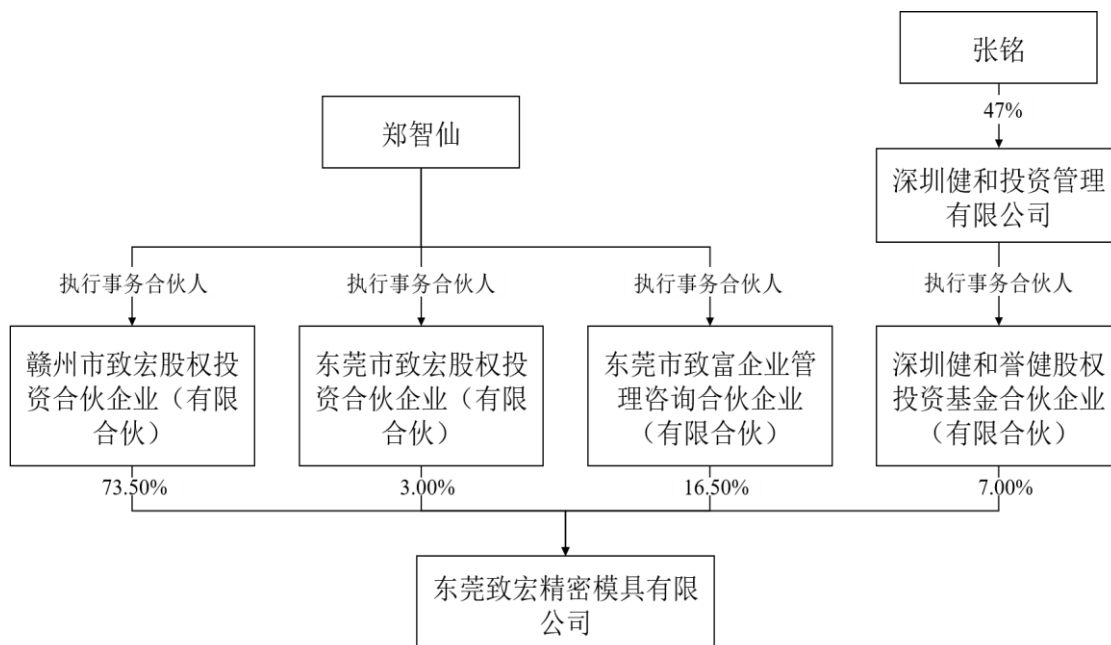 张铭
47%
郑智仙
深圳健和投资管理
有限公司
执行事务合伙人
执行事务合伙人
执行事务合伙人
执行事务合伙人
赣州市致宏股权投
资合伙企业（有限
合伙）
东莞市致宏股权投
资合伙企业（有限
合伙）
东莞市致富企业管
理咨询合伙企业
（有限合伙）
深圳健和誉健股权
投资基金合伙企业
（有限合伙）
73.50%
3.00%
16.50%
7.00%
东莞致宏精密模具有限
公司